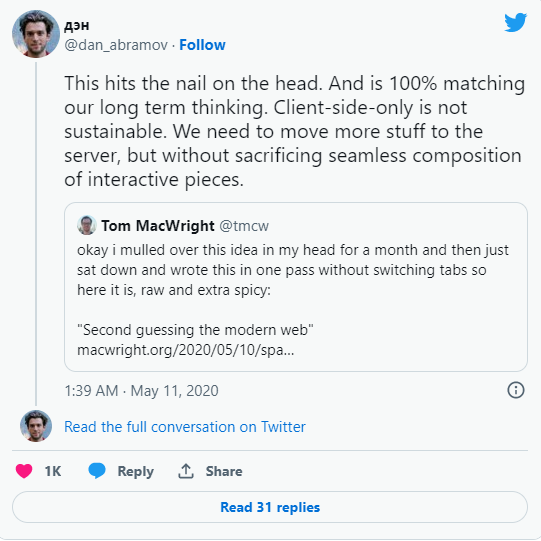 дэн
@dan_abramov · Follow
This hits the nail on the head. And is 100% matching
our long term thinking. Client-side-only is not
sustainable. We need to move more stuff to the
server, but without sacrificing seamless composition
of interactive pieces.
Tom MacWright @tmcw
okay i mulled over this idea in my head for a month and then just
sat down and wrote this in one pass without switching tabs so
here it is, raw and extra spicy:
"Second guessing the modern web"
macwright.org/2020/05/10/spa…
1:39 AM · May 11, 2020
Read the full conversation on Twitter
1K Reply Share
Read 31 replies